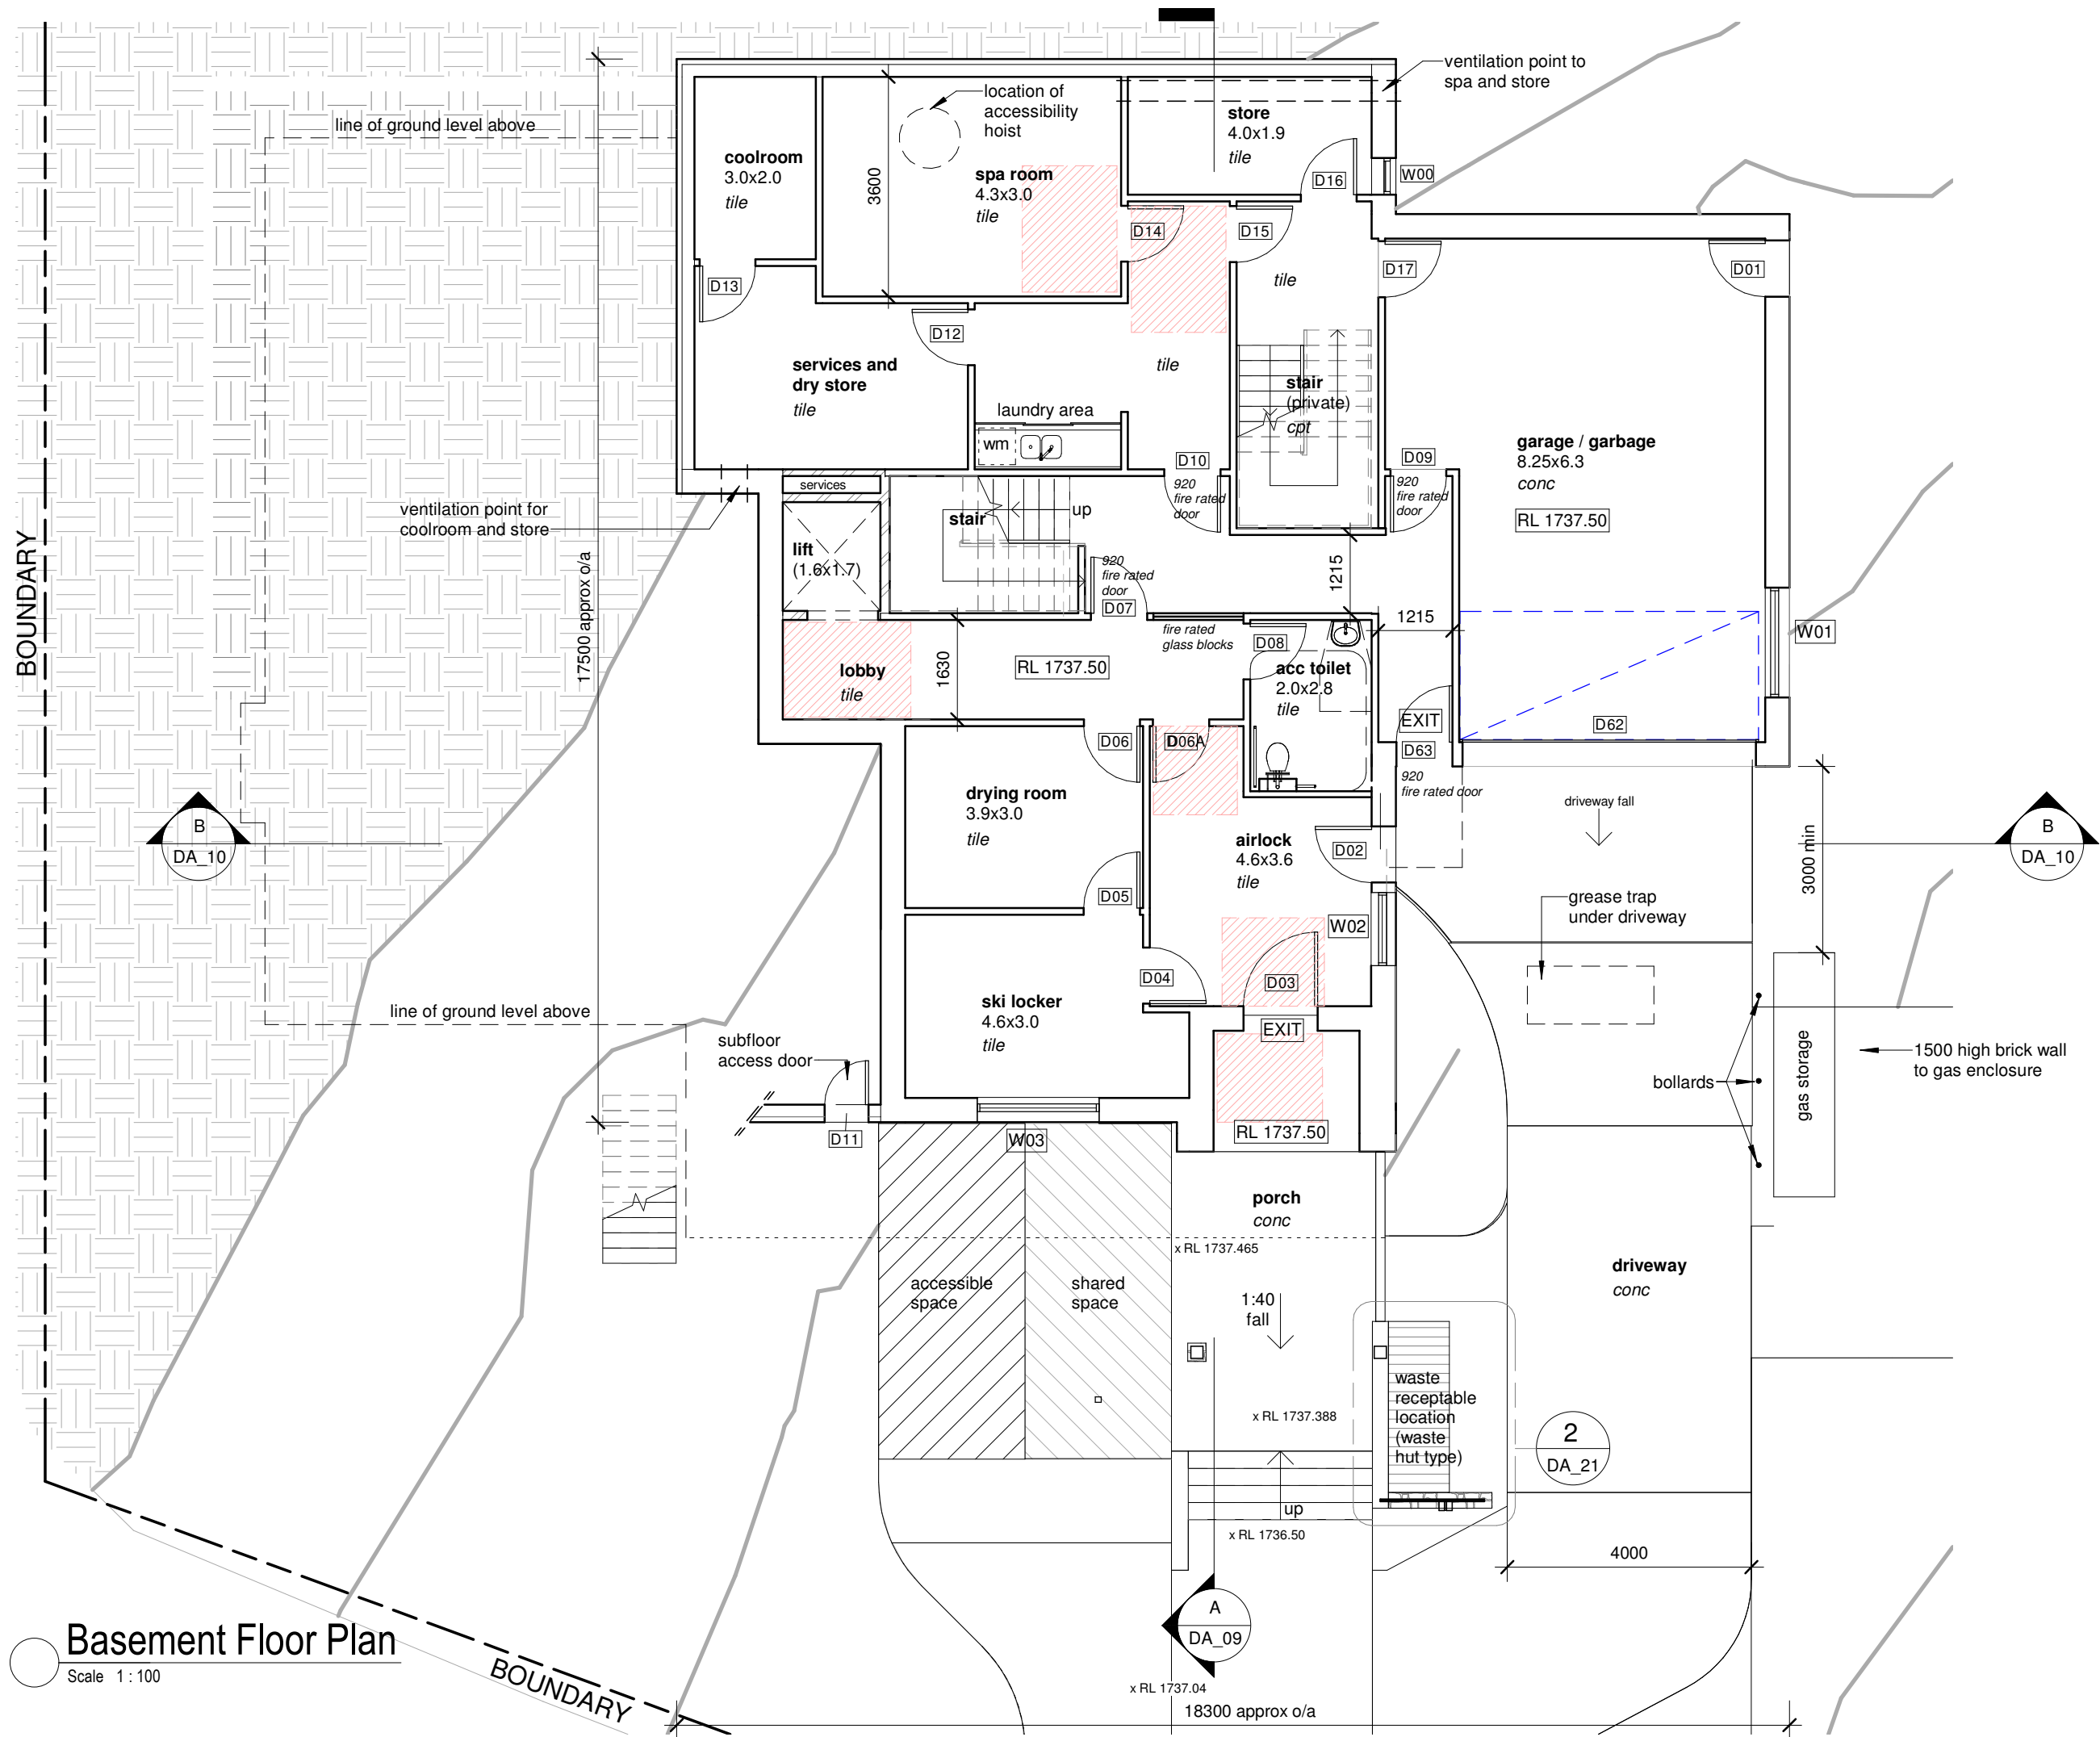 ventilation point to
spa and store
location of
accessibility
hoist
store
4.0x1.9
tile
line of ground level above
coolroom
3.0x2.0
tile
3600
spa room
4.3x3.0
tile
D16
W00
D14
D15
D13
D17
D01
tile
D12
services and
dry store
tile
tile
stair
(private)
cpt
laundry area
wm
garage / garbage
8.25x6.3
conc
RL 1737.50
D10
920
fire rated
door
D09
920
fire rated
door
services
ventilation point for
coolroom and store
stair
up
lift
(1.6x1.7)
BOUNDARY
17500 approx o/a
920
fire rated
door
D07
1215
1215
fire rated
glass blocks
D08
W01
lobby
tile
1630
RL 1737.50
acc toilet
2.0x2.8
tile
D06
D06A
EXIT
D63
920
fire rated door
D62
drying room
3.9x3.0
tile
driveway fall
B
DA_10
airlock
4.6x3.6
tile
D02
3000 min
B
DA_10
D05
grease trap
under driveway
W02
D04
D03
ski locker
4.6x3.0
tile
EXIT
line of ground level above
subfloor
access door
1500 high brick wall
to gas enclosure
bollards
gas storage
D11
W03
RL 1737.50
porch
conc
x RL 1737.465
accessible
space
shared
space
driveway
conc
1:40
fall
waste
receptable
location
(waste
hut type)
x RL 1737.388
2
DA_21
up
x RL 1736.50
4000
A
DA_09
Basement Floor Plan
Scale 1 : 100
BOUNDARY
x RL 1737.04
18300 approx o/a